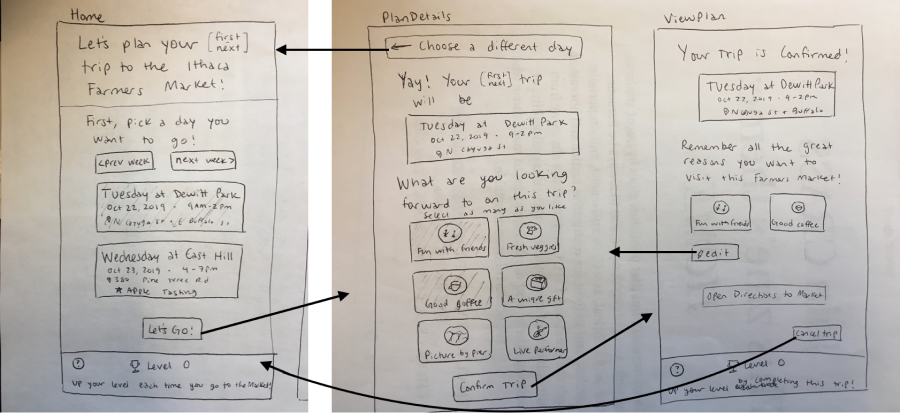 Home
Let's plan your [first/next]
trip to the Ithaca
Farmers Market!
First, pick a day you
want to go!
<prev week
next week>
Tuesday at Dewitt Park
Oct 22, 2019 · 9AM-2pm
@ N Cayuga St + E Buffalo St
Wednesday at East Hill
Oct 23, 2019 · 4-7pm
380 Pine Rd
★ Apple Tasting
Let's Go!
?
Level 0
Up your level each time you go to the Market!
PlanDetails
← Choose a different day
Yay! Your [first/next] trip
will be
Tuesday at Dewitt Park
Oct 22, 2019 · 9-2pm
@ N Cayuga St
What are you looking
forward to on this trip?
Select as many as you like
Fun with friends
Fresh veggies
Good coffee
A unique gift
Picture by pier
Live Performer
Confirm Trip
ViewPlan
Your Trip is Confirmed!
Tuesday at Dewitt Park
Oct 22, 2019 · 9-2pm
@ N Cayuga St + Buffalo
Remember all the great
reasons you want to
visit this Farmers Market!
Fun with friends
Good coffee
edit
Open Directions to Market
Cancel trip
?
Level 0
Up your level by completing this trip!